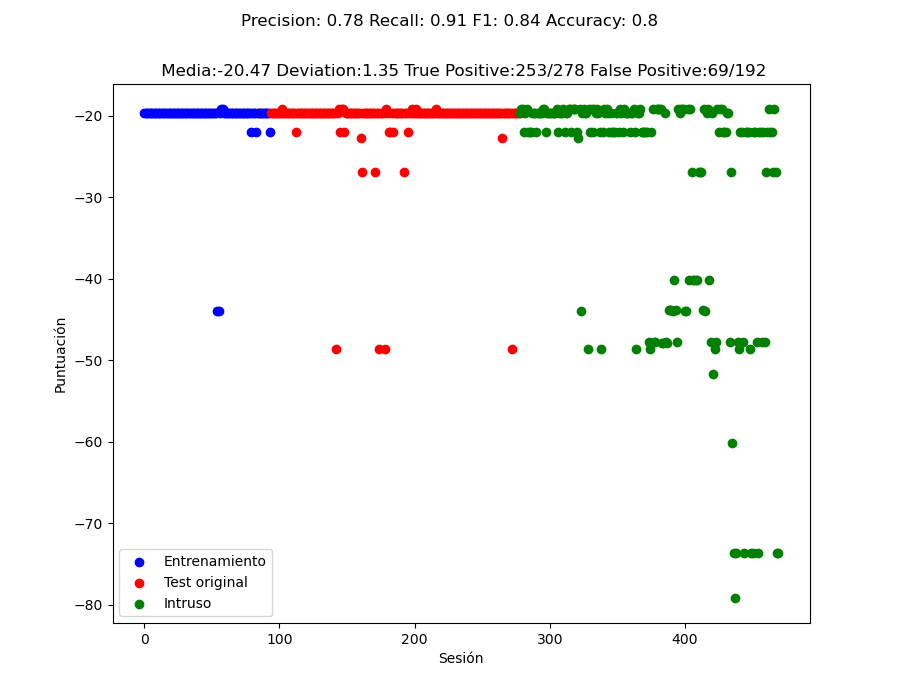 Precision: 0.78 Recall: 0.91 F1: 0.84 Accuracy: 0.8
Media:-20.47 Deviation:1.35 True Positive:253/278 False Positive:69/192
−20
−30
−40
−50
−60
−70
−80
Puntuación
Entrenamiento
Test original
Intruso
0 100 200 300 400
Sesión